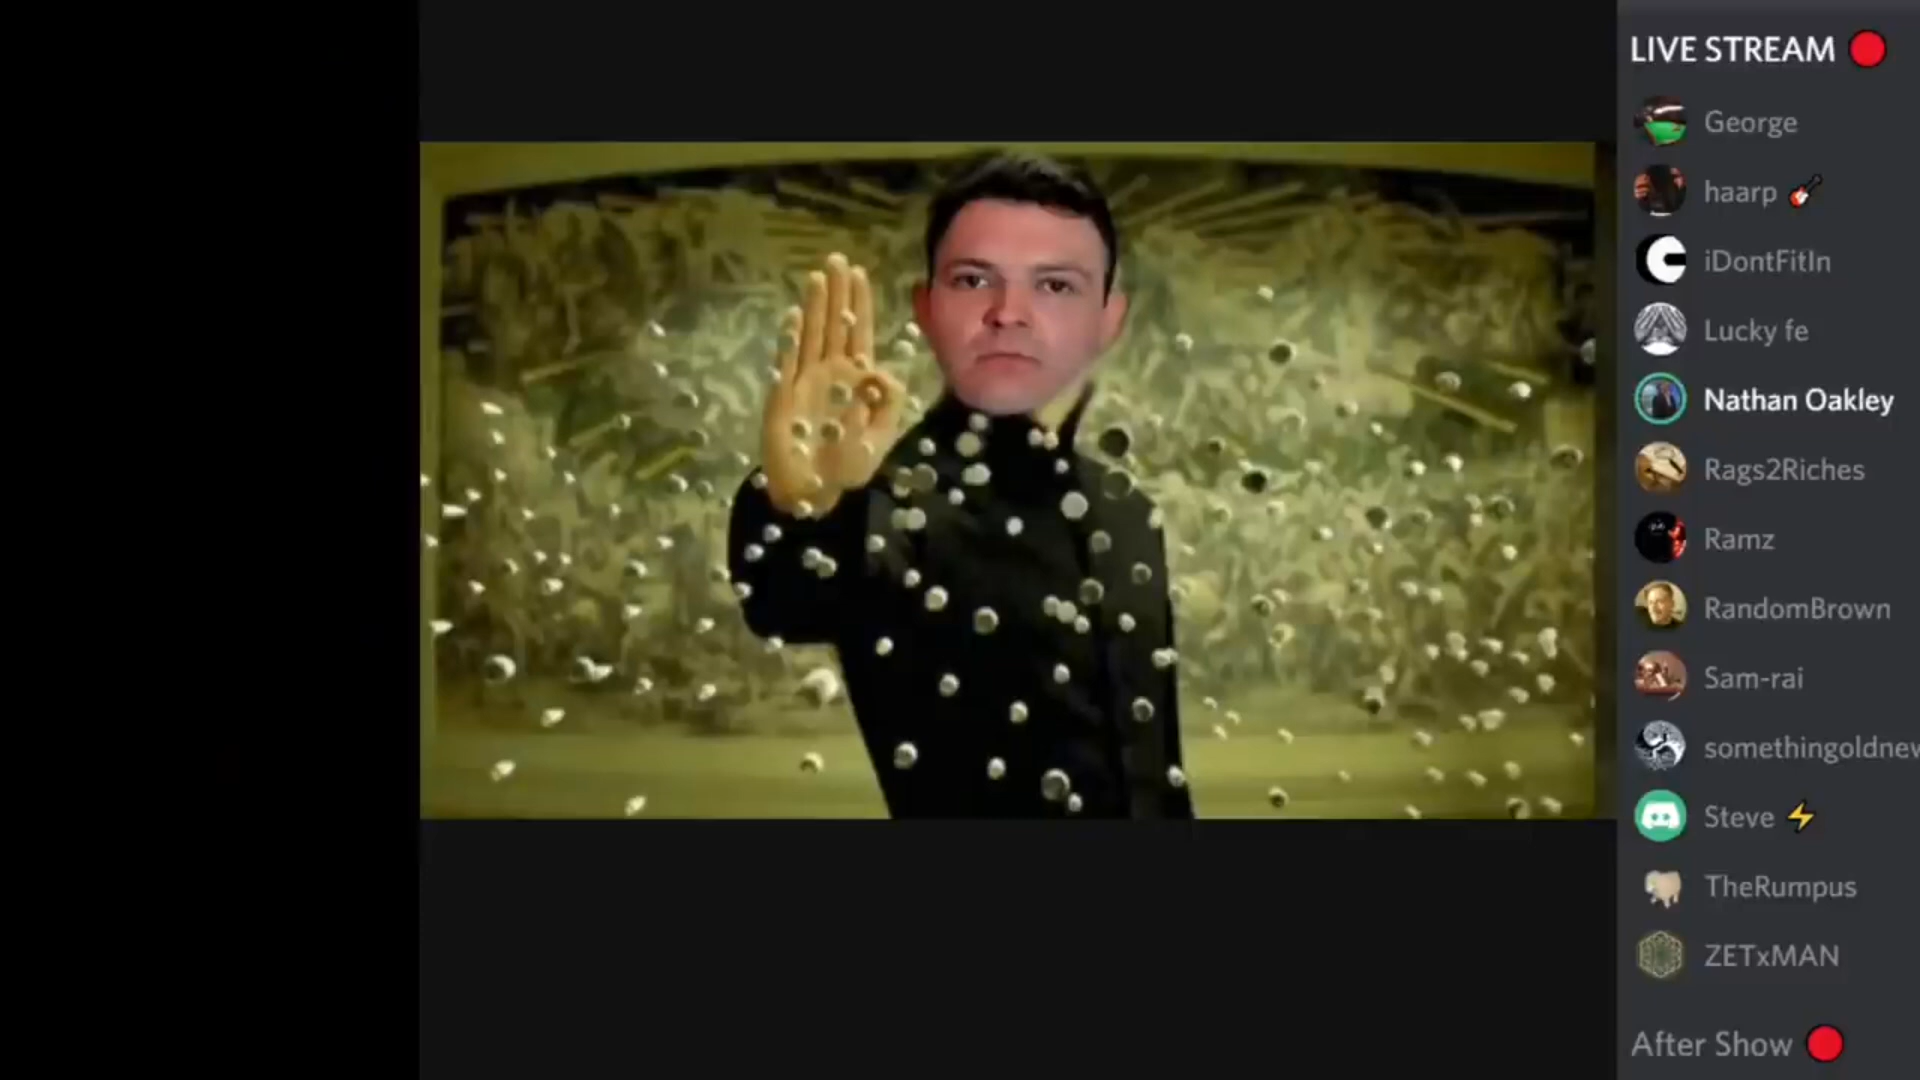 LIVE STREAM
George
haarp
iDontFitIn
Lucky fe
Nathan Oakley
Rags2Riches
Ramz
RandomBrown
Sam-rai
somethingoldnew
Steve
TheRumpus
ZETxMAN
After Show